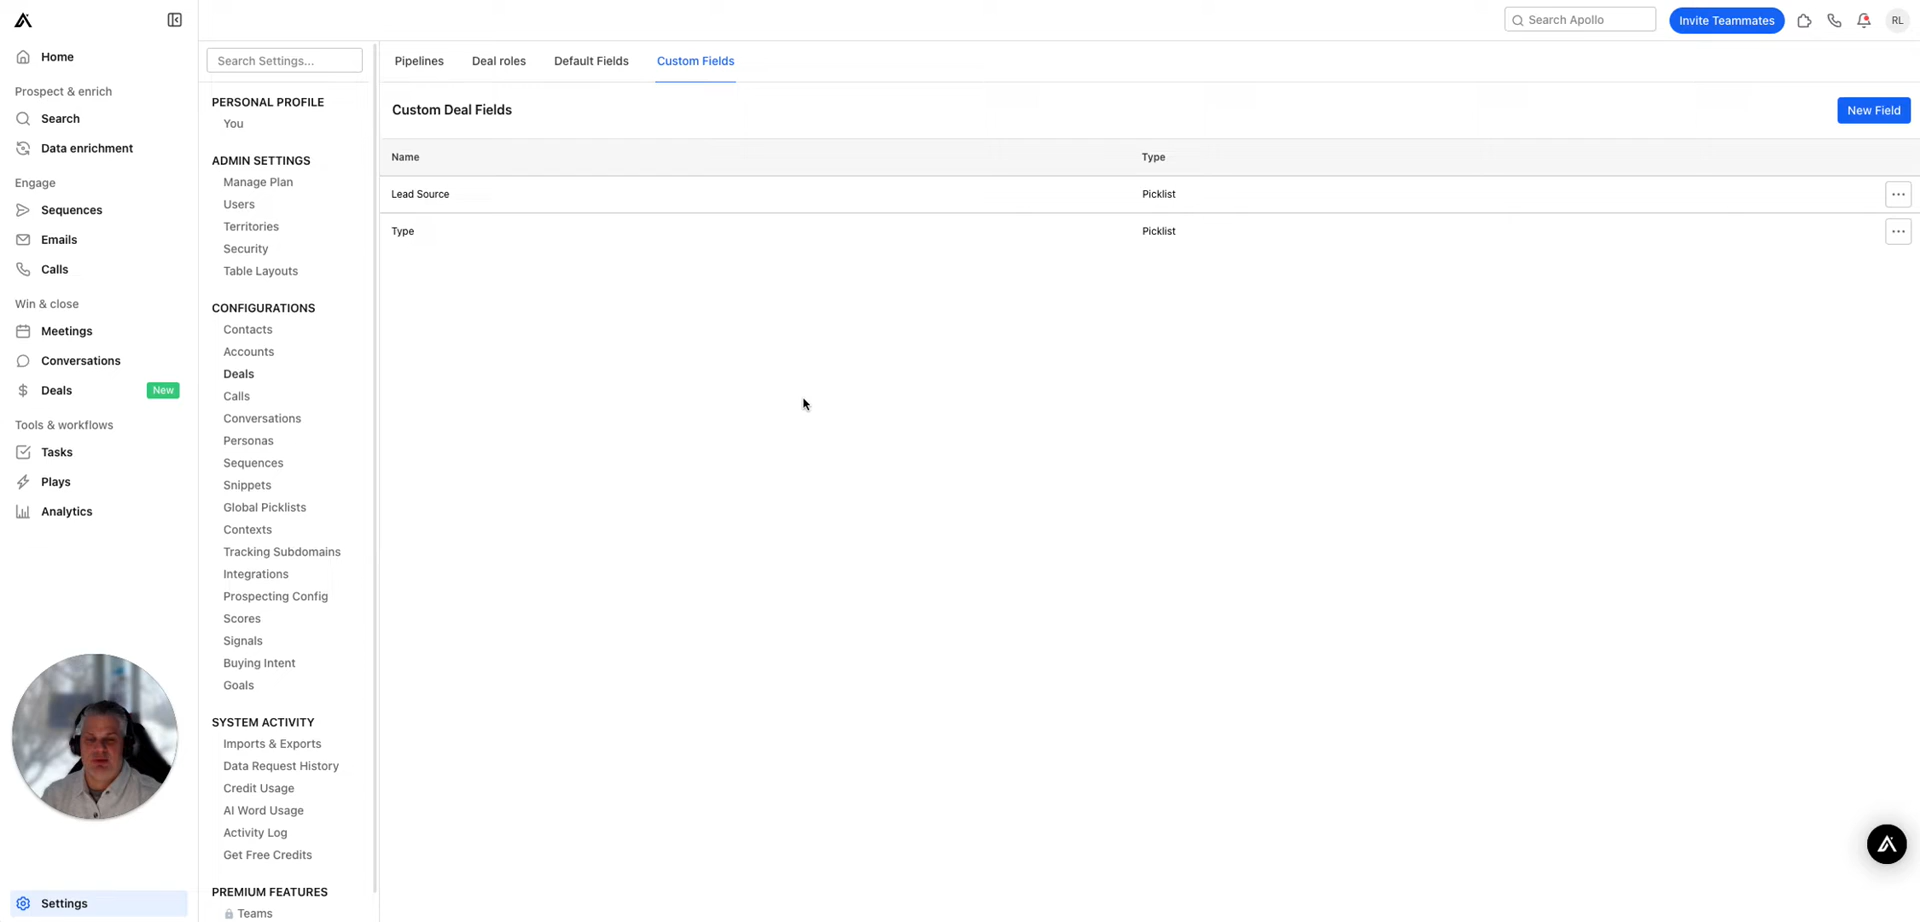 Search Apollo
Invite Teammates
RL
Home
Prospect & enrich
Search
Data enrichment
Engage
Sequences
Emails
Calls
Win & close
Meetings
Conversations
Deals New
Tools & workflows
Tasks
Plays
Analytics
Settings
Search Settings...
PERSONAL PROFILE
You
ADMIN SETTINGS
Manage Plan
Users
Territories
Security
Table Layouts
CONFIGURATIONS
Contacts
Accounts
Deals
Calls
Conversations
Personas
Sequences
Snippets
Global Picklists
Contexts
Tracking Subdomains
Integrations
Prospecting Config
Scores
Signals
Buying Intent
Goals
SYSTEM ACTIVITY
Imports & Exports
Data Request History
Credit Usage
AI Word Usage
Activity Log
Get Free Credits
PREMIUM FEATURES
Teams
Pipelines Deal roles Default Fields Custom Fields
Custom Deal Fields
New Field
Name Type
Lead Source Picklist
Type Picklist